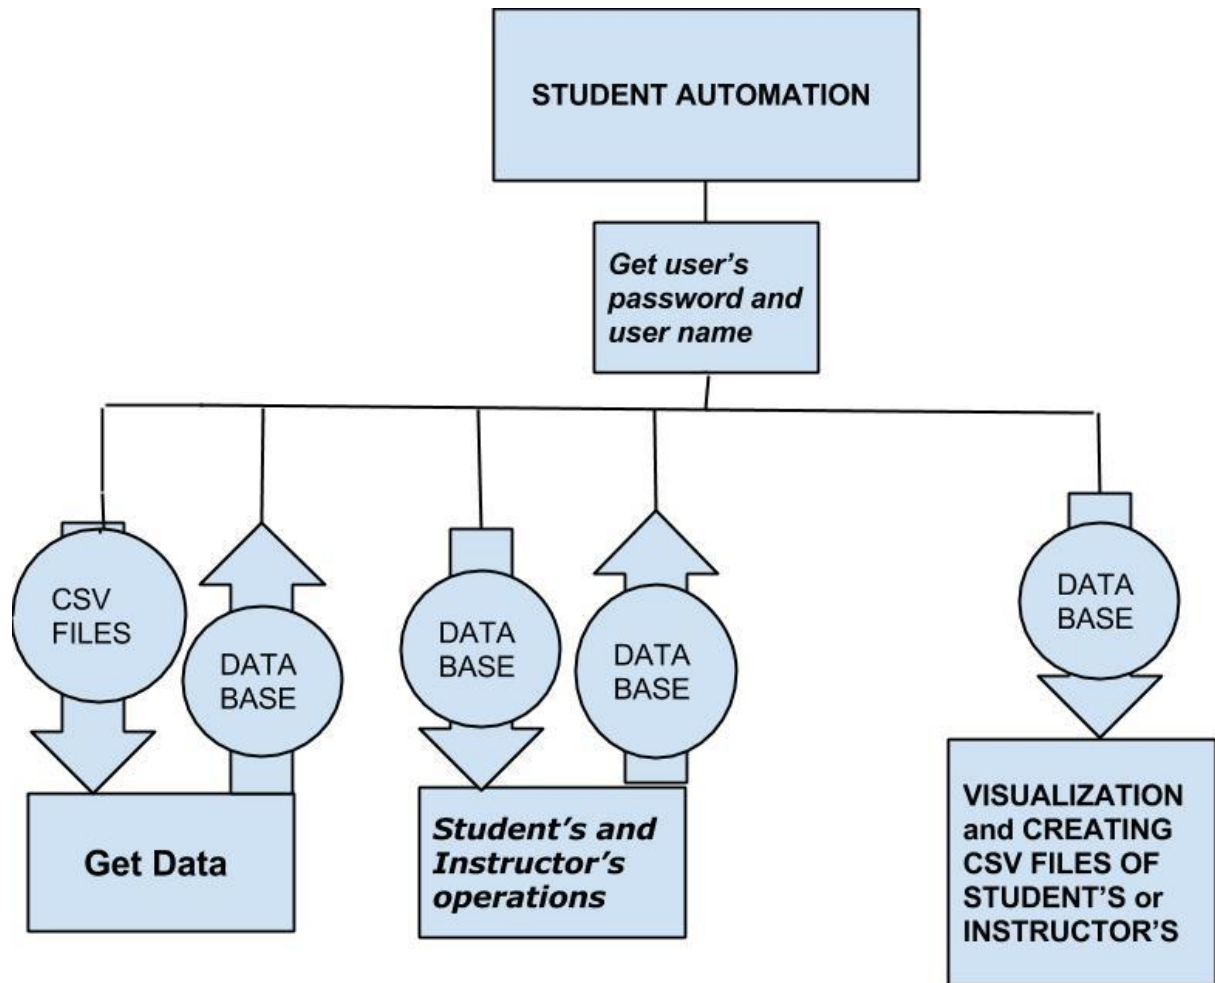 STUDENT AUTOMATION
Get user's
password and
user name
CSV
FILES
DATA
BASE
DATA
BASE
DATA
BASE
DATA
BASE
Get Data
Student's and
Instructor's
operations
VISUALIZATION
and CREATING
CSV FILES OF
STUDENT'S or
INSTRUCTOR'S